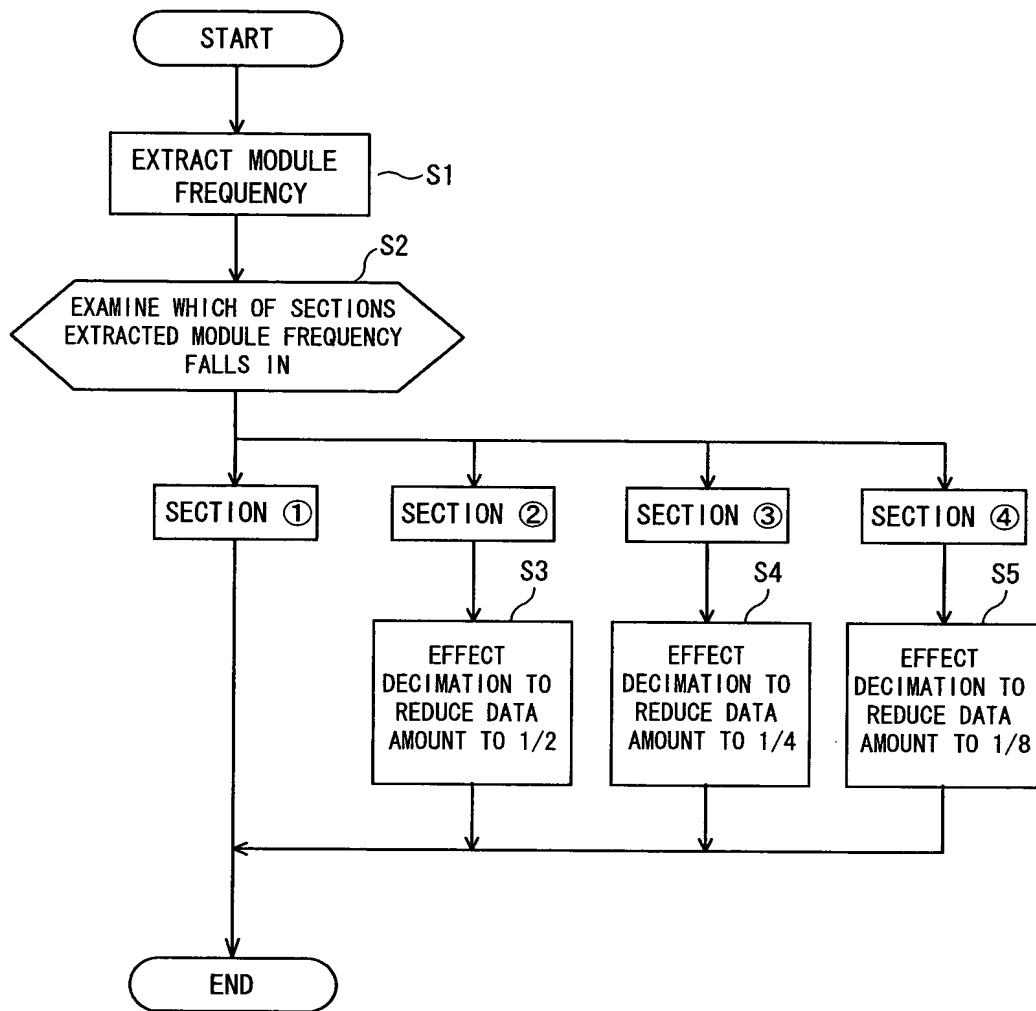 START
EXTRACT MODULE
FREQUENCY
S1
S2
EXAMINE WHICH OF SECTIONS
EXTRACTED MODULE FREQUENCY
FALLS IN
SECTION ①
SECTION ②
SECTION ③
SECTION ④
S3
S4
S5
EFFECT
DECIMATION TO
REDUCE DATA
AMOUNT TO 1/2
EFFECT
DECIMATION TO
REDUCE DATA
AMOUNT TO 1/4
EFFECT
DECIMATION TO
REDUCE DATA
AMOUNT TO 1/8
END